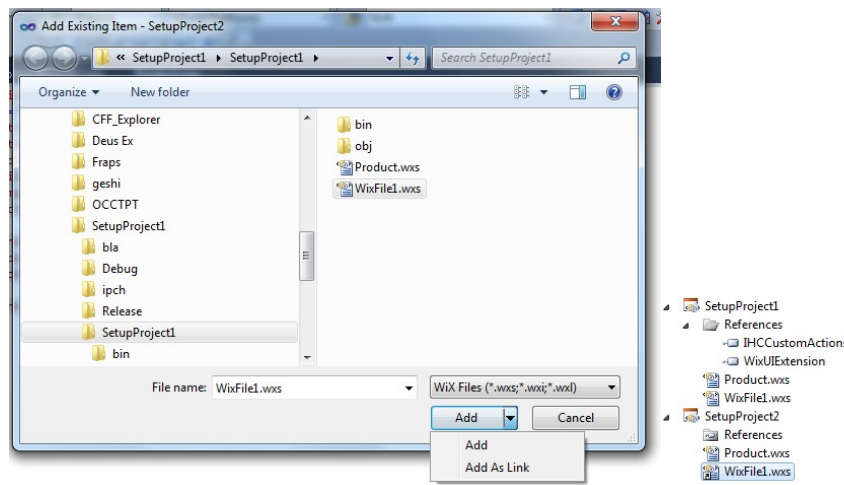 Add Existing Item - SetupProject2
« SetupProject1 ▸ SetupProject1 ▸
Search SetupProject1
Organize ▾ New folder
CFF_Explorer
Deus Ex
Fraps
geshi
OCCTPT
SetupProject1
bla
Debug
ipch
Release
SetupProject1
bin
bin
obj
Product.wxs
WixFile1.wxs
File name: WixFile1.wxs
WiX Files (*.wxs;*.wxi;*.wxl)
Add Cancel
Add
Add As Link
SetupProject1
References
IHCCustomActions
WixUIExtension
Product.wxs
WixFile1.wxs
SetupProject2
References
Product.wxs
WixFile1.wxs